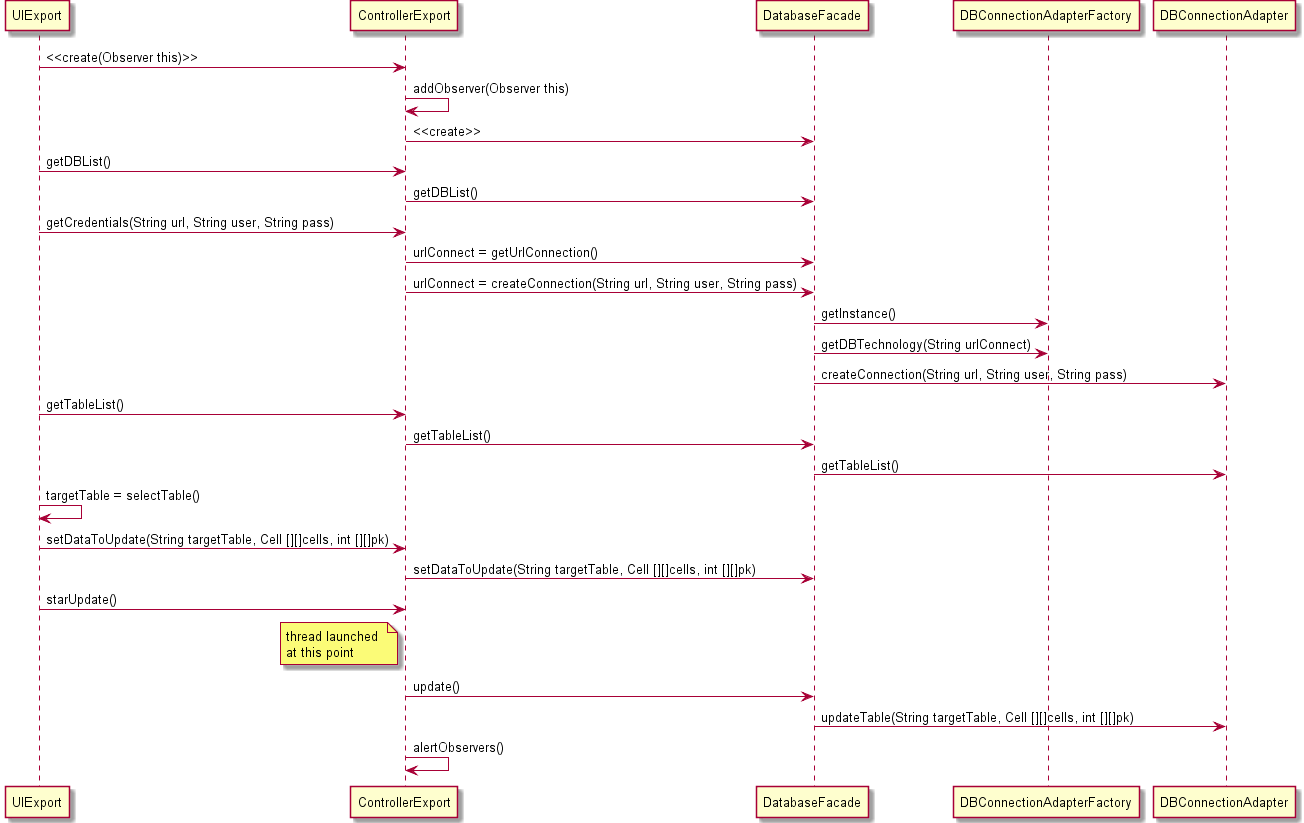 UIExport
ControllerExport
DatabaseFacade
DBConnectionAdapterFactory
DBConnectionAdapter
<<create(Observer this)>>
addObserver(Observer this)
<<create>>
getDBList()
getDBList()
getCredentials(String url, String user, String pass)
urlConnect = getUrlConnection()
urlConnect = createConnection(String url, String user, String pass)
getInstance()
getDBTechnology(String urlConnect)
createConnection(String url, String user, String pass)
getTableList()
getTableList()
getTableList()
targetTable = selectTable()
setDataToUpdate(String targetTable, Cell [][]cells, int [][]pk)
setDataToUpdate(String targetTable, Cell [][]cells, int [][]pk)
starUpdate()
thread launched
at this point
update()
updateTable(String targetTable, Cell [][]cells, int [][]pk)
alertObservers()
UIExport
ControllerExport
DatabaseFacade
DBConnectionAdapterFactory
DBConnectionAdapter